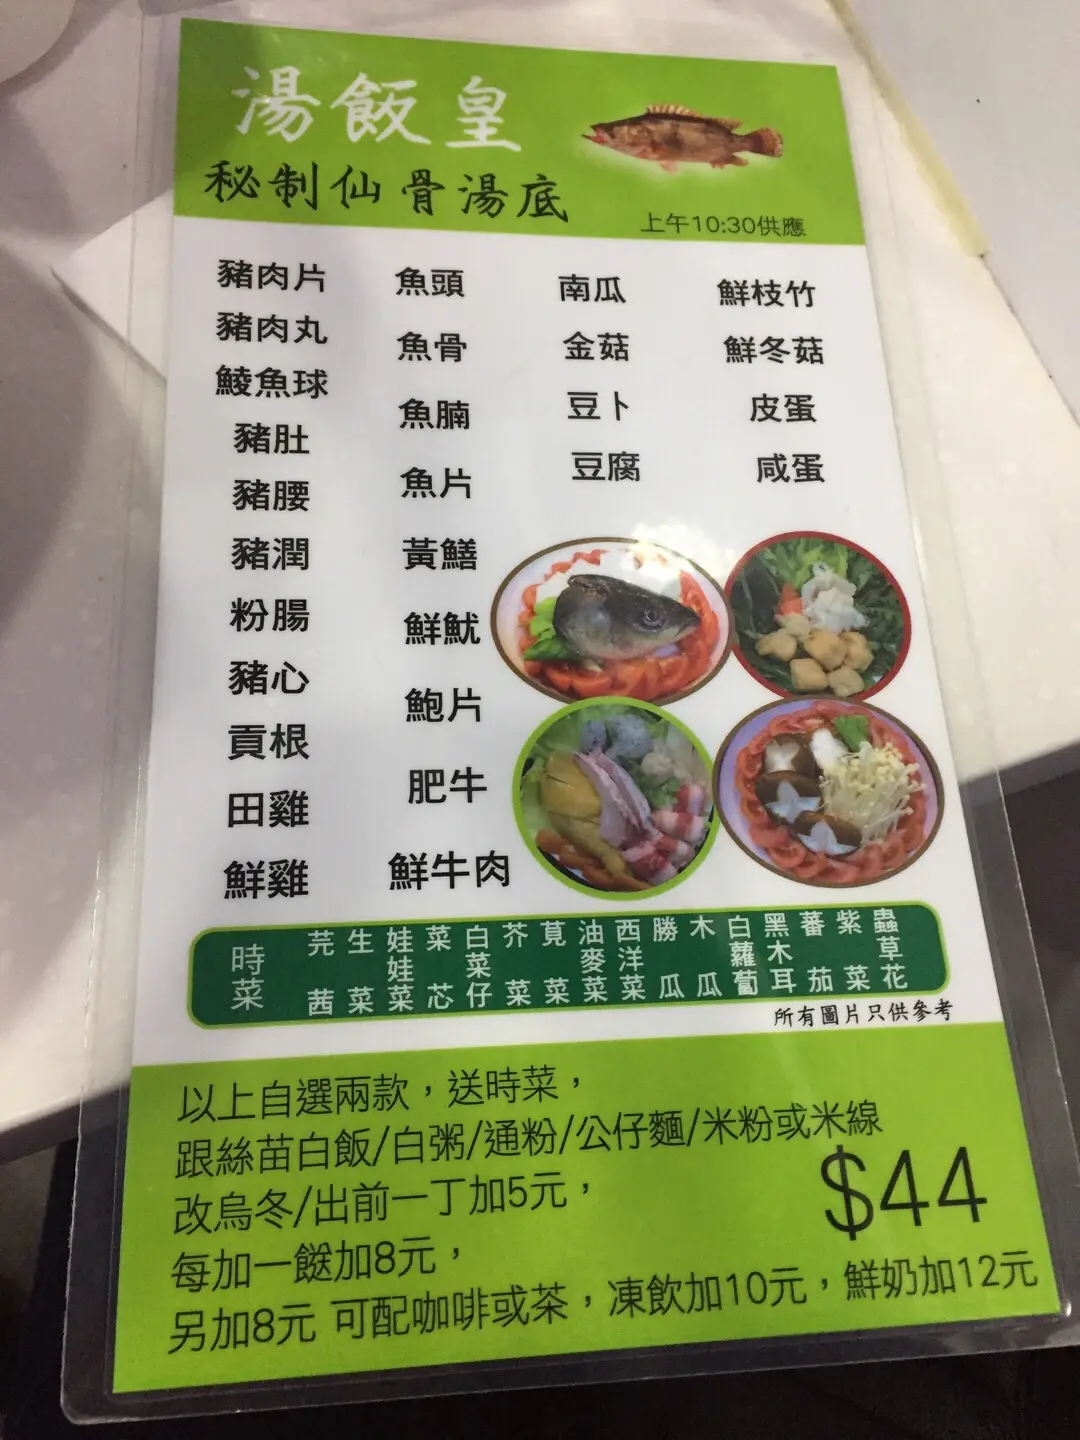 湯飯皇
秘制仙骨湯底
上午10:30供應
豬肉片
豬肉丸
鯪魚球
豬肚
豬腰
豬潤
粉腸
豬心
貢根
田雞
鮮雞
魚頭
魚骨
魚腩
魚片
黃鱔
鮮魷
鮑片
肥牛
鮮牛肉
南瓜
金菇
豆卜
豆腐
鮮枝竹
鮮冬菇
皮蛋
咸蛋
時菜
芫茜
生菜
娃娃菜
菜芯
白菜仔
芥菜
莧菜
油麥菜
西洋菜
勝瓜
木瓜
白蘿蔔
黑木耳
蕃茄
紫菜
蟲草花
所有圖片只供參考
以上自選兩款，送時菜，
跟絲苗白飯/白粥/通粉/公仔麵/米粉或米線
改烏冬/出前一丁加5元，
$44
每加一餸加8元，
另加8元 可配咖啡或茶，凍飲加10元，鮮奶加12元